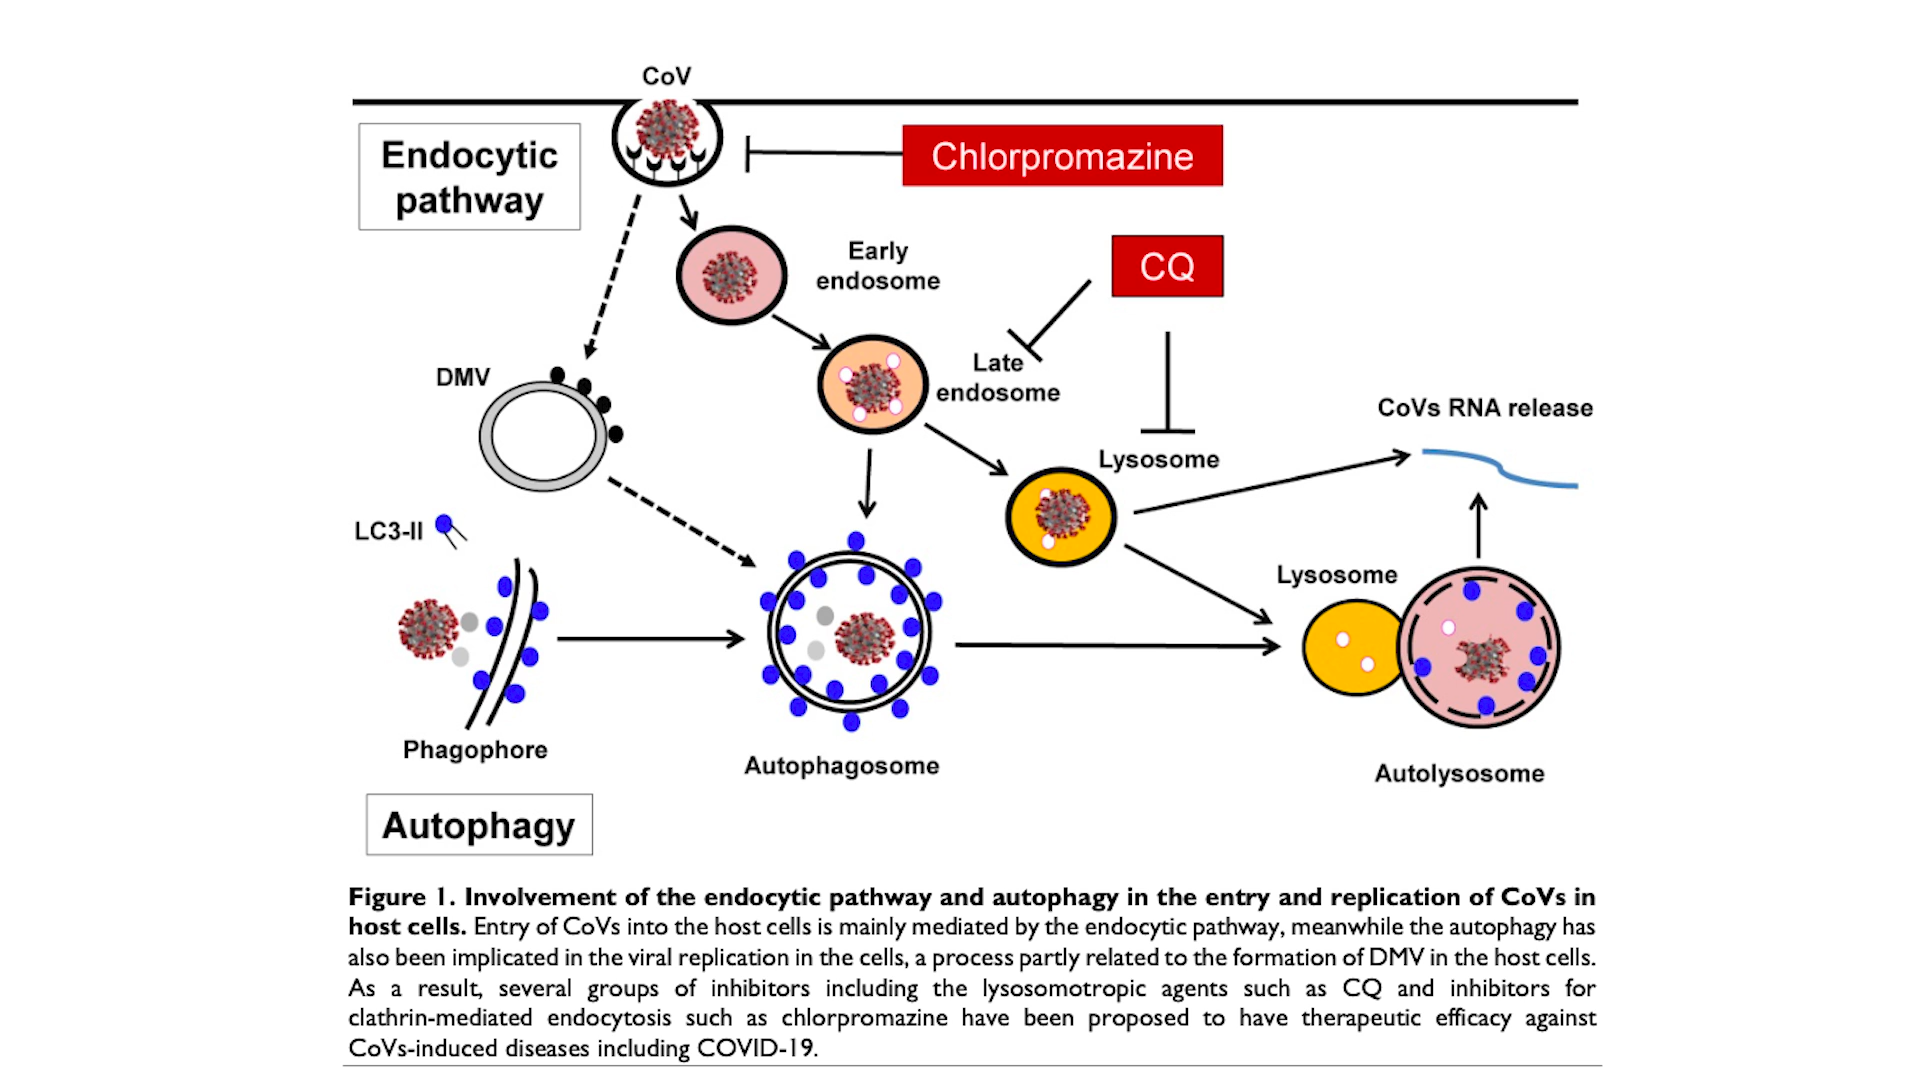 CoV
Endocytic
pathway
Chlorpromazine
Early
endosome
CQ
Late
endosome
DMV
CoVs RNA release
Lysosome
LC3-II
Lysosome
Phagophore
Autophagosome
Autolysosome
Autophagy
Figure 1. Involvement of the endocytic pathway and autophagy in the entry and replication of CoVs in
host cells. Entry of CoVs into the host cells is mainly mediated by the endocytic pathway, meanwhile the autophagy has
also been implicated in the viral replication in the cells, a process partly related to the formation of DMV in the host cells.
As a result, several groups of inhibitors including the lysosomotropic agents such as CQ and inhibitors for
clathrin-mediated endocytosis such as chlorpromazine have been proposed to have therapeutic efficacy against
CoVs-induced diseases including COVID-19.